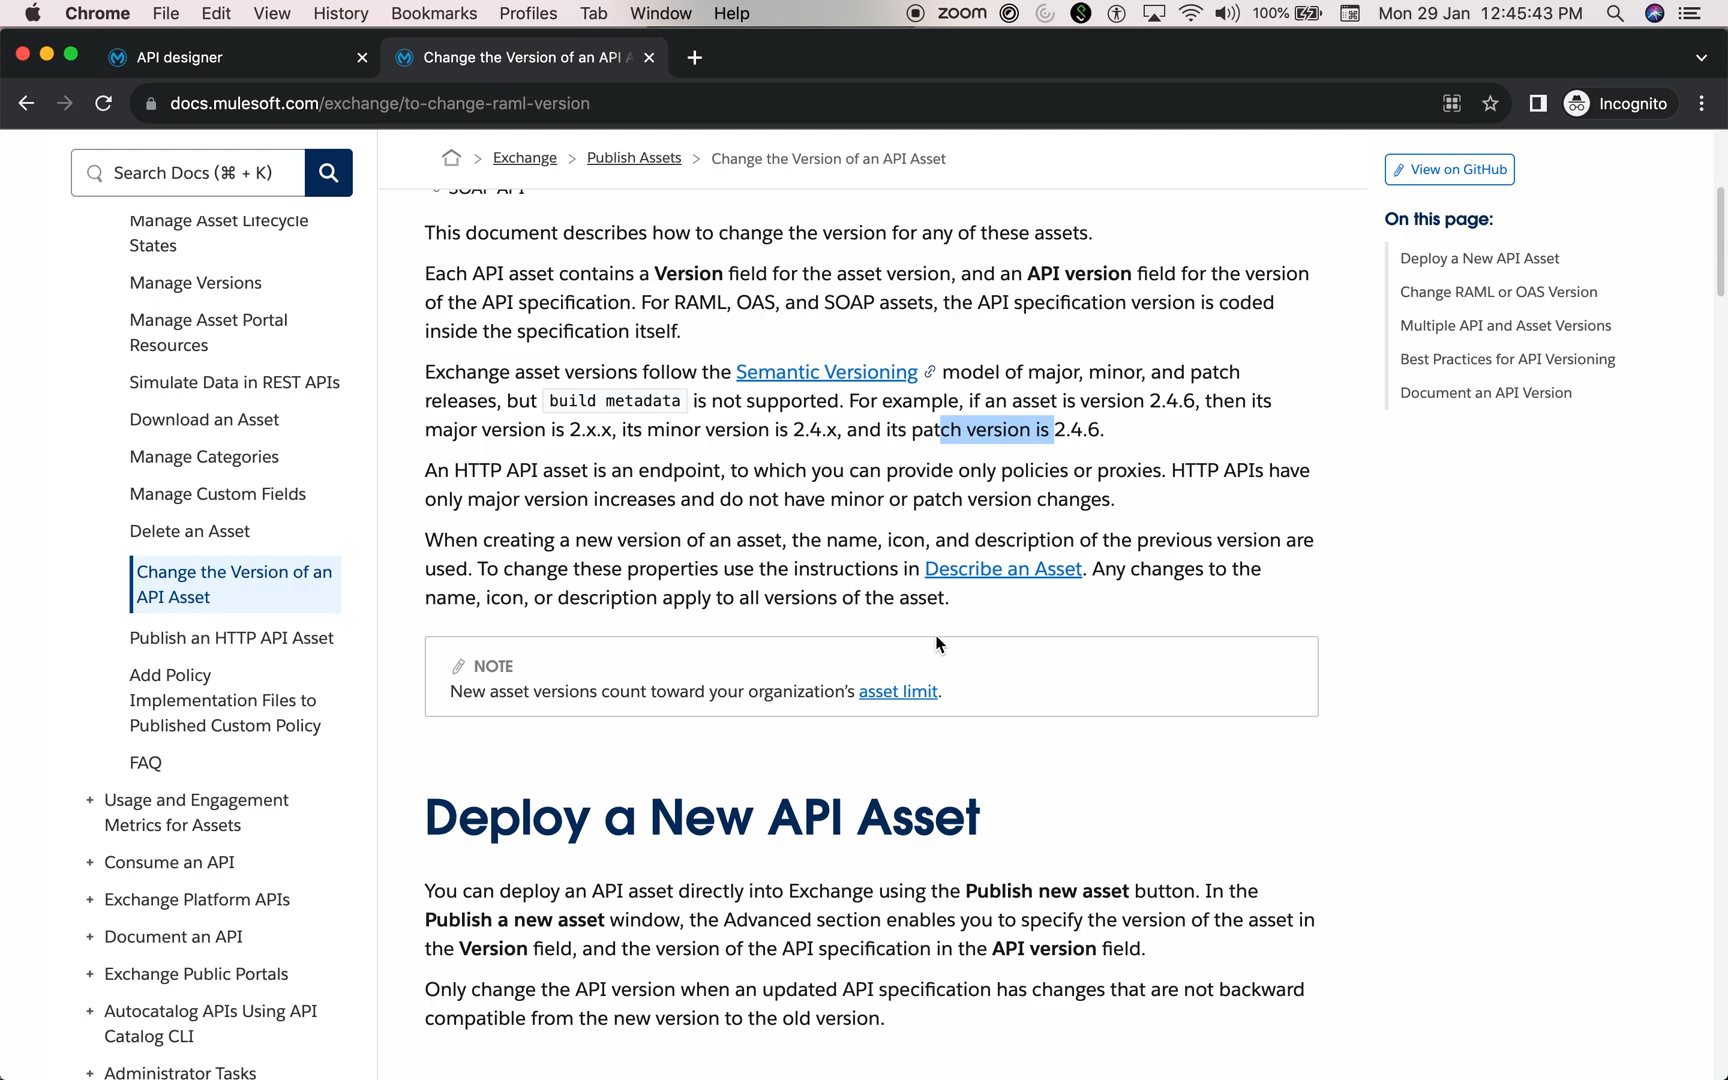 Chrome File Edit View History Bookmarks Profiles Tab Window Help zoom 100% Mon 29 Jan 12:45:43 PM
API designer
Change the Version of an API A
docs.mulesoft.com/exchange/to-change-raml-version
Incognito
Search Docs (⌘ + K)
Manage Asset Lifecycle
States
Manage Versions
Manage Asset Portal
Resources
Simulate Data in REST APIs
Download an Asset
Manage Categories
Manage Custom Fields
Delete an Asset
Change the Version of an
API Asset
Publish an HTTP API Asset
Add Policy
Implementation Files to
Published Custom Policy
FAQ
+ Usage and Engagement
Metrics for Assets
+ Consume an API
+ Exchange Platform APIs
+ Document an API
+ Exchange Public Portals
+ Autocatalog APIs Using API
Catalog CLI
+ Administrator Tasks
> Exchange > Publish Assets > Change the Version of an API Asset
SOAP API
This document describes how to change the version for any of these assets.
Each API asset contains a Version field for the asset version, and an API version field for the version
of the API specification. For RAML, OAS, and SOAP assets, the API specification version is coded
inside the specification itself.
Exchange asset versions follow the Semantic Versioning model of major, minor, and patch
releases, but build metadata is not supported. For example, if an asset is version 2.4.6, then its
major version is 2.x.x, its minor version is 2.4.x, and its patch version is 2.4.6.
An HTTP API asset is an endpoint, to which you can provide only policies or proxies. HTTP APIs have
only major version increases and do not have minor or patch version changes.
When creating a new version of an asset, the name, icon, and description of the previous version are
used. To change these properties use the instructions in Describe an Asset. Any changes to the
name, icon, or description apply to all versions of the asset.
NOTE
New asset versions count toward your organization's asset limit.
Deploy a New API Asset
You can deploy an API asset directly into Exchange using the Publish new asset button. In the
Publish a new asset window, the Advanced section enables you to specify the version of the asset in
the Version field, and the version of the API specification in the API version field.
Only change the API version when an updated API specification has changes that are not backward
compatible from the new version to the old version.
View on GitHub
On this page:
Deploy a New API Asset
Change RAML or OAS Version
Multiple API and Asset Versions
Best Practices for API Versioning
Document an API Version